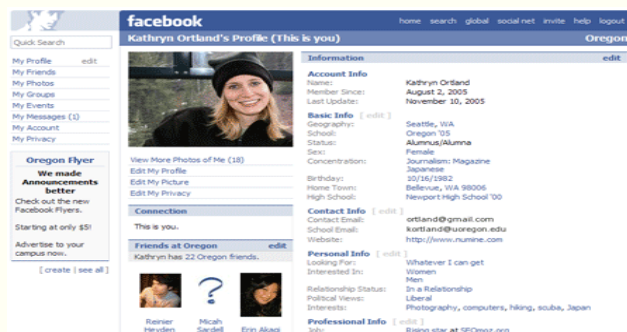 facebook
home search global social net invite help logout
Kathryn Ortland's Profile (This is you) Oregon
Quick Search
My Profile edit
My Friends
My Photos
My Groups
My Events
My Messages (1)
My Account
My Privacy
Oregon Flyer
We made
Announcements
better
Check out the new
Facebook Flyers.
Starting at only $5!
Advertise to your
campus now.
[ create | see all ]
View More Photos of Me (18)
Edit My Profile
Edit My Picture
Edit My Privacy
Connection
This is you.
Friends at Oregon edit
Kathryn has 22 Oregon friends.
?
Reinier
Heyden
Micah
Sardell
Erin Akagi
Information edit
Account Info
Name: Kathryn Ortland
Member Since: August 2, 2005
Last Update: November 10, 2005
Basic Info [ edit ]
Geography: Seattle, WA
School: Oregon '05
Status: Alumnus/Alumna
Sex: Female
Concentration: Journalism: Magazine
Japanese
Birthday: 10/16/1982
Home Town: Bellevue, WA 98006
High School: Newport High School '00
Contact Info [ edit ]
Contact Email: ortland@gmail.com
School Email: kortland@uoregon.edu
Website: http://www.numine.com
Personal Info [ edit ]
Looking For: Whatever I can get
Interested In: Women
Men
Relationship Status: In a Relationship
Political Views: Liberal
Interests: Photography, computers, hiking, scuba, Japan
Professional Info [ edit ]
Job: Rising star at SEOmoz.org